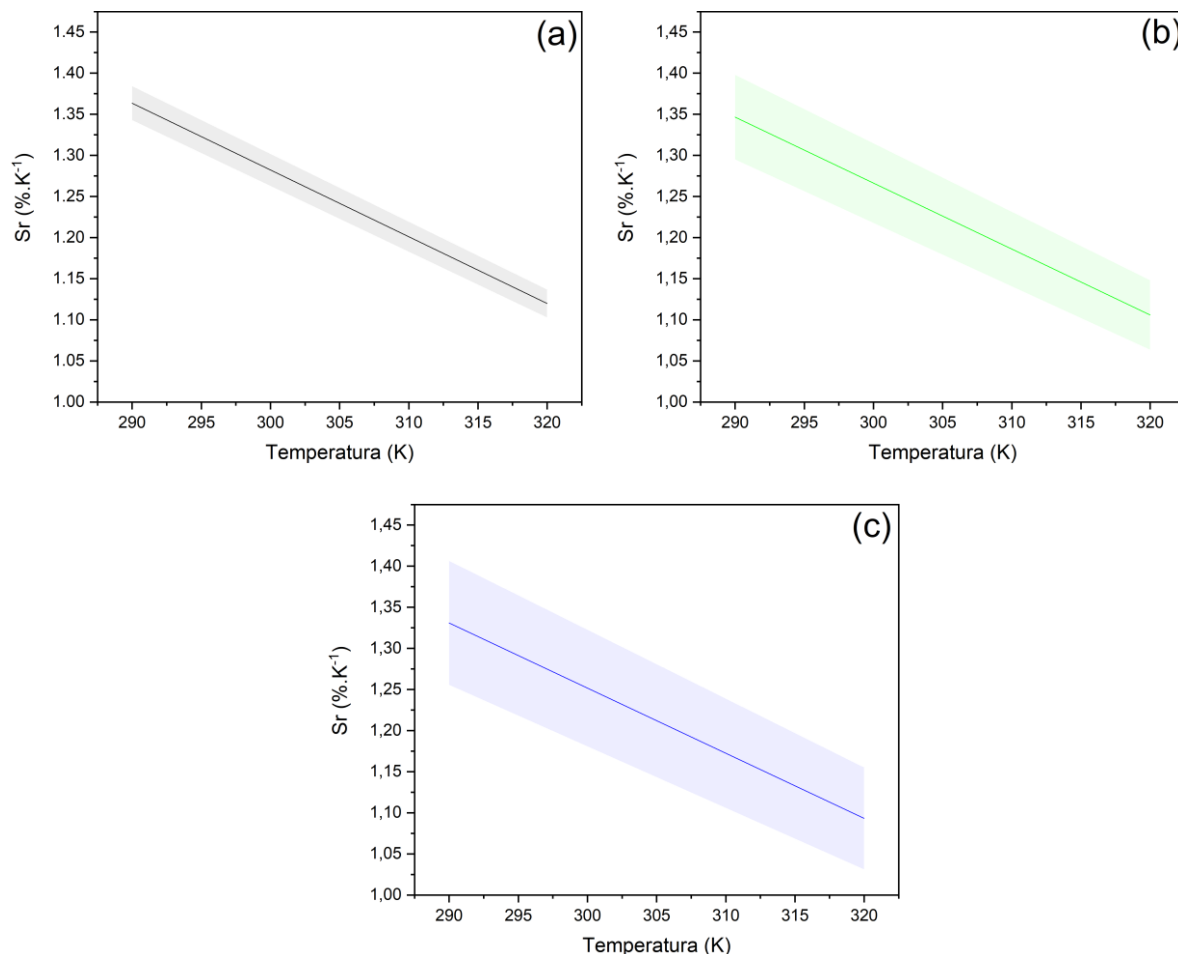 (a)
1.45
1.40
1.35
1.30
1.25
1.20
1.15
1.10
1.05
1.00
Sr (%.K⁻¹)
290 295 300 305 310 315 320
Temperatura (K)
(b)
1,45
1,40
1,35
1,30
1,25
1,20
1,15
1,10
1,05
1,00
Sr (%.K⁻¹)
290 295 300 305 310 315 320
Temperatura (K)
(c)
1,45
1,40
1,35
1,30
1,25
1,20
1,15
1,10
1,05
1,00
Sr (%.K⁻¹)
290 295 300 305 310 315 320
Temperatura (K)